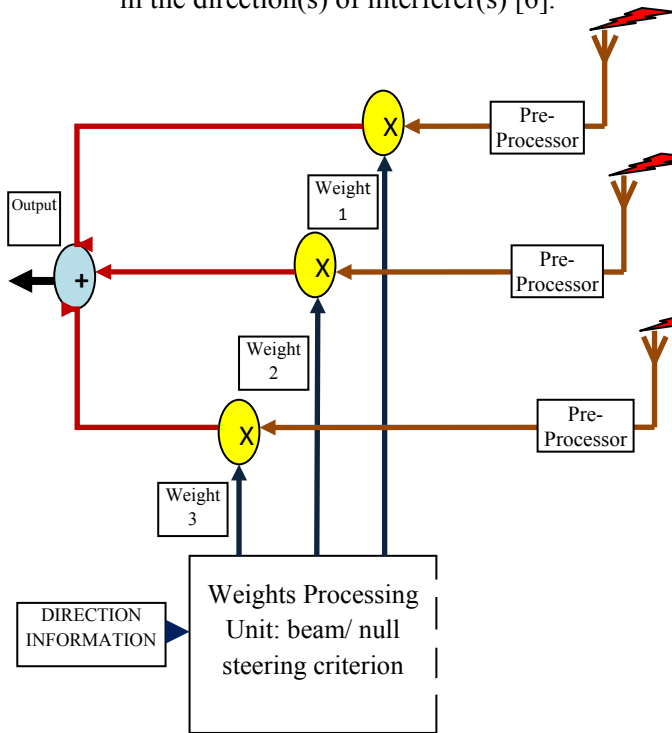 in the direction(s) of interferer(s) [6].
Pre-
Processor
X
Weight
1
Output
Pre-
Processor
X
+
Weight
2
Pre-
Processor
X
Weight
3
Weights Processing
Unit: beam/ null
steering criterion
DIRECTION
INFORMATION